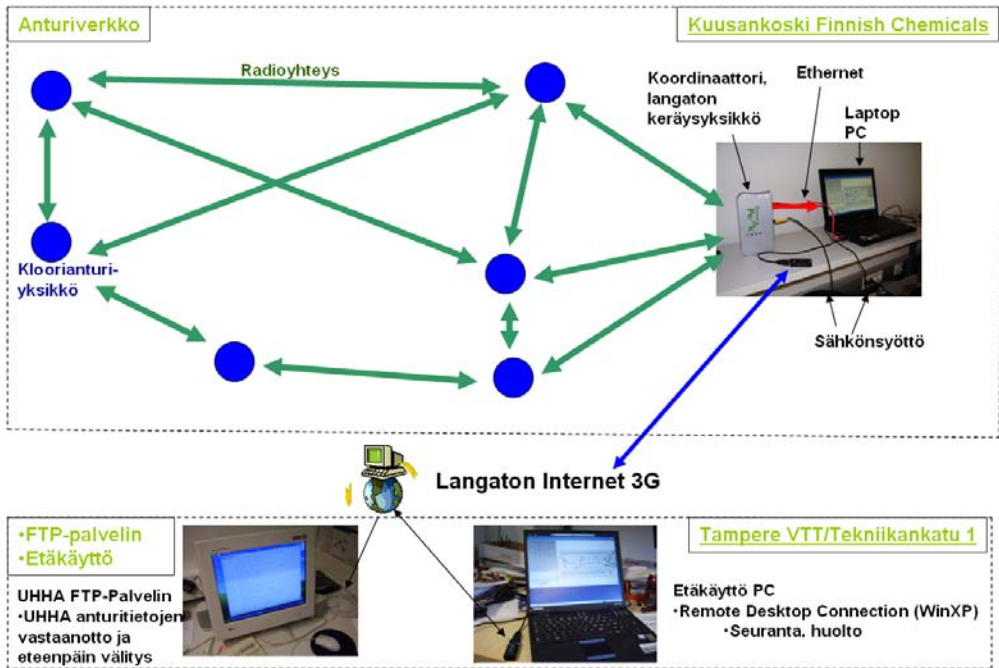 Anturiverkko
Kuusankoski Finnish Chemicals
Radioyhteys
Koordinaattori,
langaton
keräysyksikkö
Ethernet
Laptop
PC
Kloorianturi-
yksikkö
Sähkönsyöttö
Langaton Internet 3G
•FTP-palvelin
•Etäkäyttö
UHHA FTP-Palvelin
•UHHA anturitietojen
vastaanotto ja
eteenpäin välitys
Tampere VTT/Tekniikankatu 1
Etäkäyttö PC
•Remote Desktop Connection (WinXP)
•Seuranta, huolto